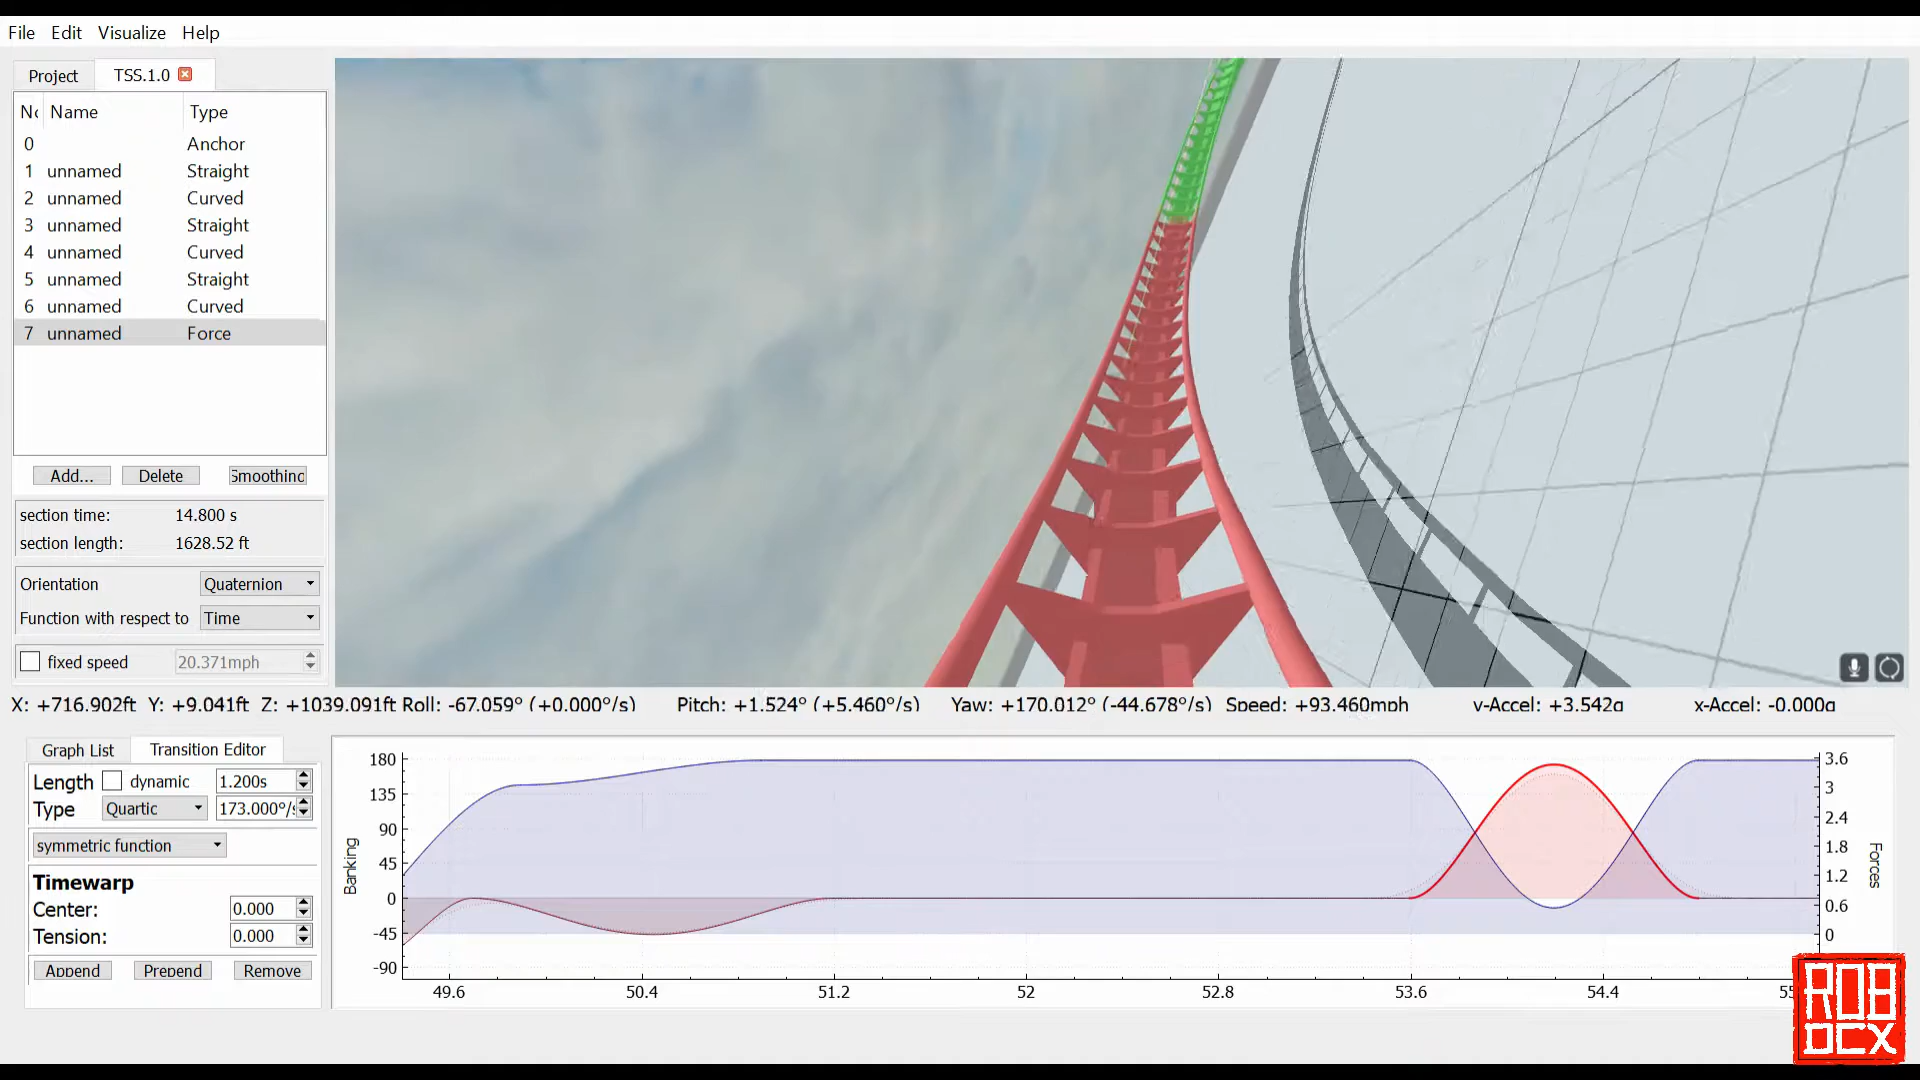 File Edit Visualize Help
Project TSS.1.0
Nc Name Type
0 Anchor
1 unnamed Straight
2 unnamed Curved
3 unnamed Straight
4 unnamed Curved
5 unnamed Straight
6 unnamed Curved
7 unnamed Force
Add... Delete Smoothing
section time: 14.800 s
section length: 1628.52 ft
Orientation Quaternion
Function with respect to Time
fixed speed 20.371mph
X: +716.902ft Y: +9.041ft Z: +1039.091ft Roll: -67.059° (+0.000°/s) Pitch: +1.524° (+5.460°/s) Yaw: +170.012° (-44.678°/s) Speed: +93.460mph y-Accel: +3.542g x-Accel: -0.000g
Graph List Transition Editor
Length dynamic 1.200s
Type Quartic 173.000°/s
symmetric function
Timewarp
Center: 0.000
Tension: 0.000
Append Prepend Remove
Banking
180
135
90
45
0
-45
-90
49.6 50.4 51.2 52 52.8 53.6 54.4
3.6
3
2.4
1.8
1.2
0.6
0
Forces
ROB
OCX